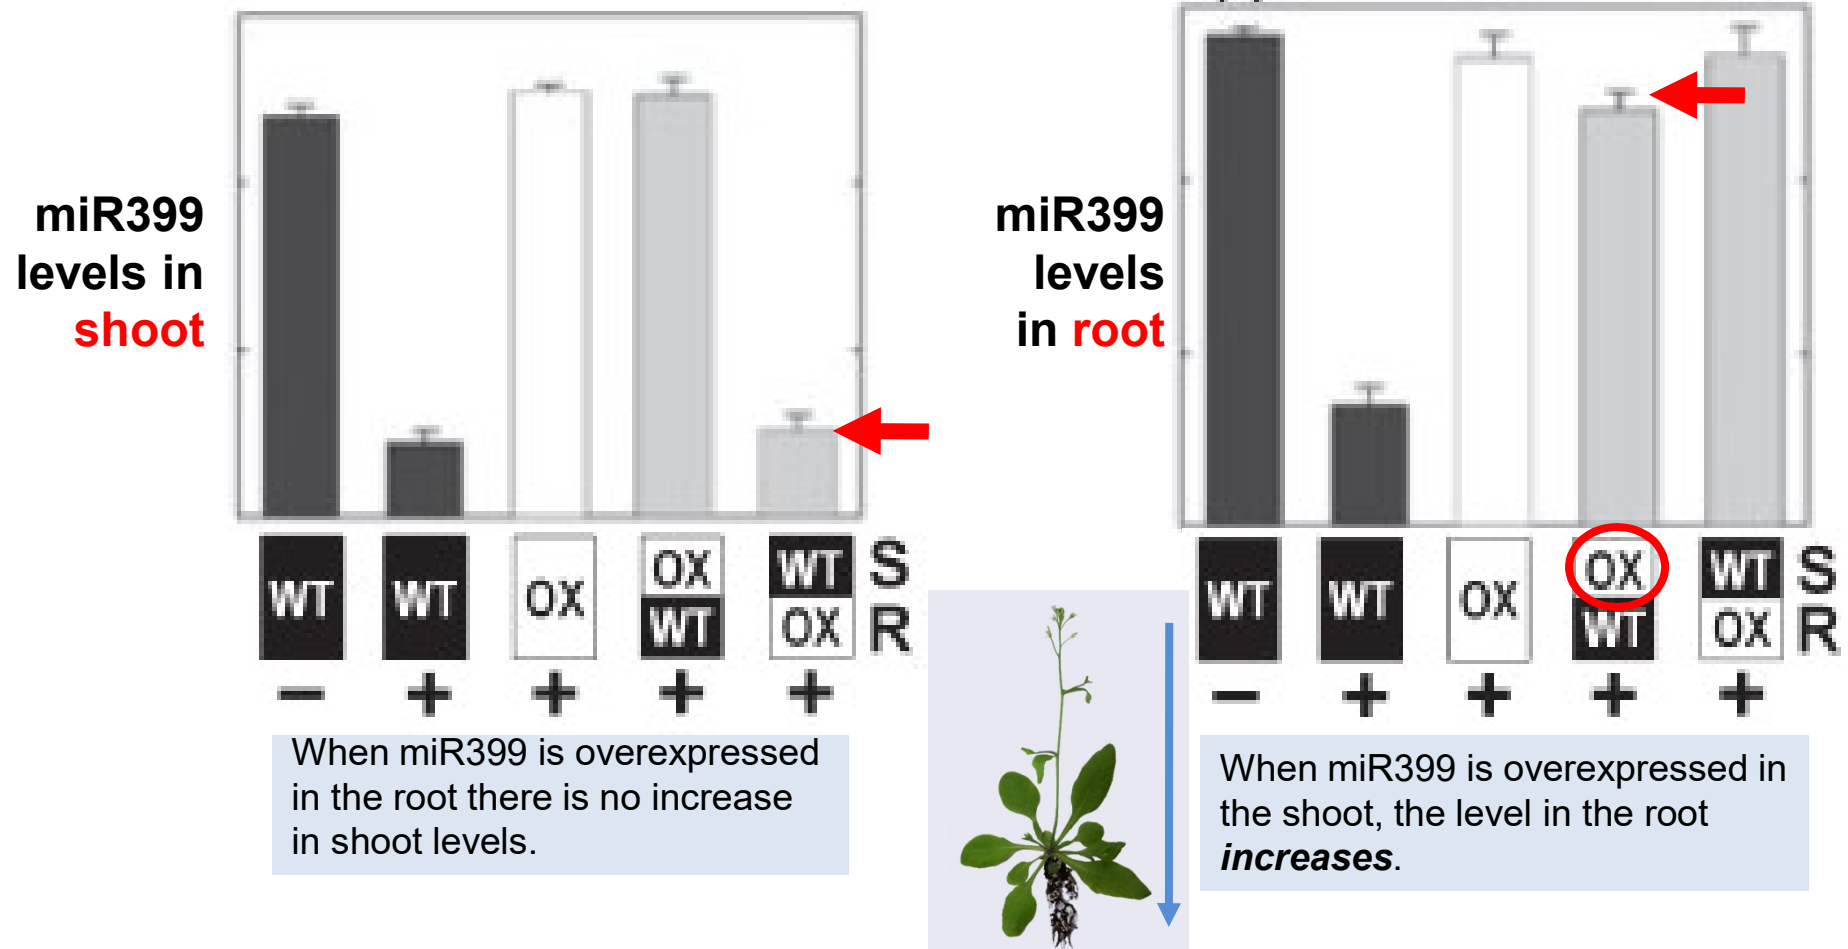 miR399
levels in
shoot
WT WT OX OX WT S
WT OX R
− + + + +
When miR399 is overexpressed
in the root there is no increase
in shoot levels.
miR399
levels
in root
WT WT OX OX WT S
WT OX R
− + + + +
When miR399 is overexpressed in
the shoot, the level in the root
increases.